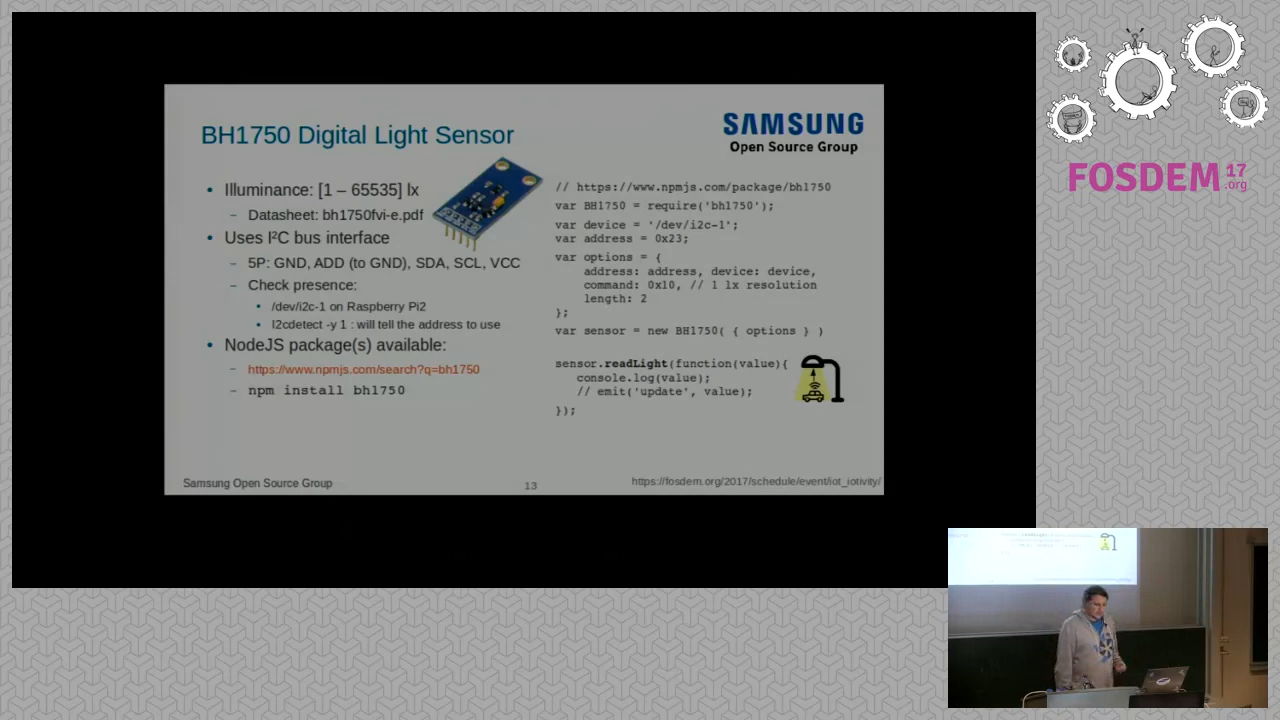 BH1750 Digital Light Sensor
SAMSUNG
Open Source Group
• Illuminance: [1 – 65535] lx
– Datasheet: bh1750fvi-e.pdf
• Uses I²C bus interface
– 5P: GND, ADD (to GND), SDA, SCL, VCC
– Check presence:
• /dev/i2c-1 on Raspberry Pi2
• I2cdetect -y 1 : will tell the address to use
• NodeJS package(s) available:
– https://www.npmjs.com/search?q=bh1750
– npm install bh1750
// https://www.npmjs.com/package/bh1750
var BH1750 = require('bh1750');
var device = '/dev/i2c-1';
var address = 0x23;
var options = {
address: address, device: device,
command: 0x10, // 1 lx resolution
length: 2
};
var sensor = new BH1750( { options } )
sensor.readLight(function(value){
console.log(value);
// emit('update', value);
});
Samsung Open Source Group
13
https://fosdem.org/2017/schedule/event/iot_iotivity/
FOSDEM 17
.org